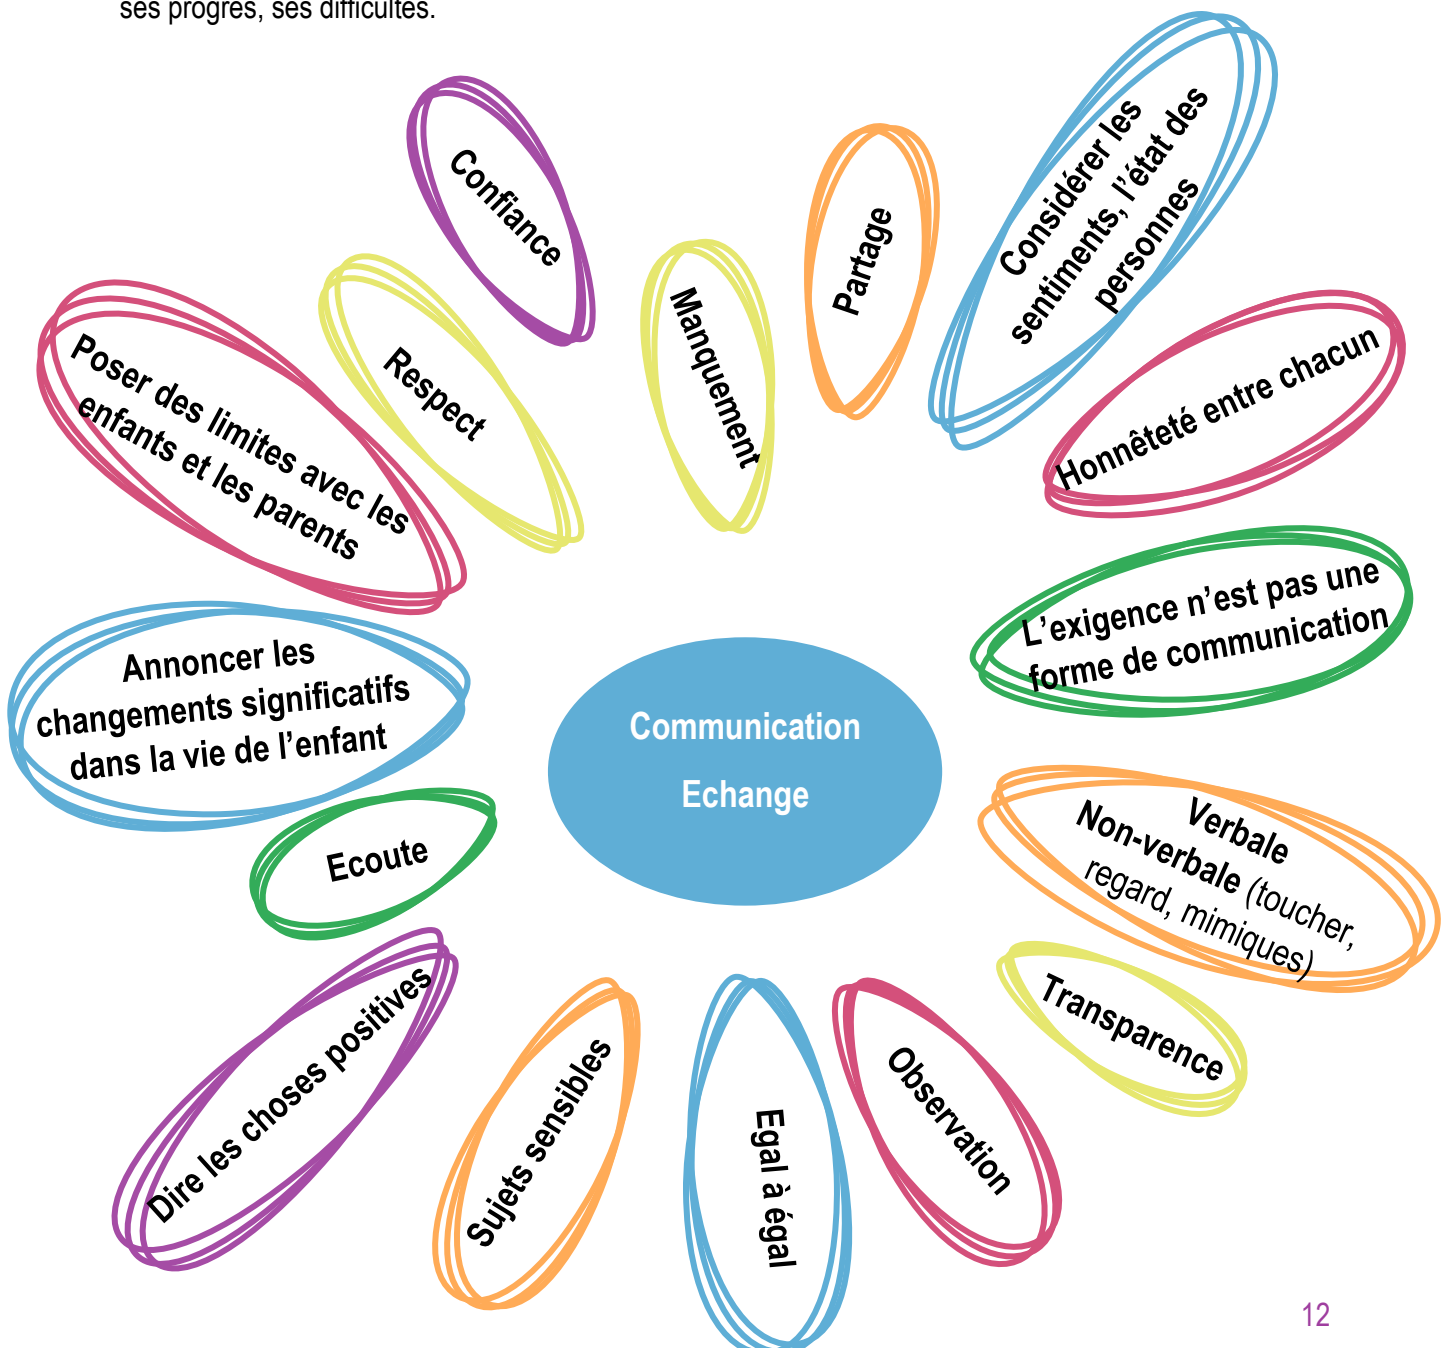 ses progrès, ses difficultés.
Confiance
Partage
Considérer les
sentiments, l’état des
personnes
Manquement
Respect
Honnêteté entre chacun
Poser des limites avec les
enfants et les parents
L’exigence n’est pas une
forme de communication
Annoncer les
changements significatifs
dans la vie de l’enfant
Communication
Echange
Verbale
Non-verbale (toucher,
regard, mimiques)
Ecoute
Transparence
Dire les choses positives
Sujets sensibles
Egal à égal
Observation
12